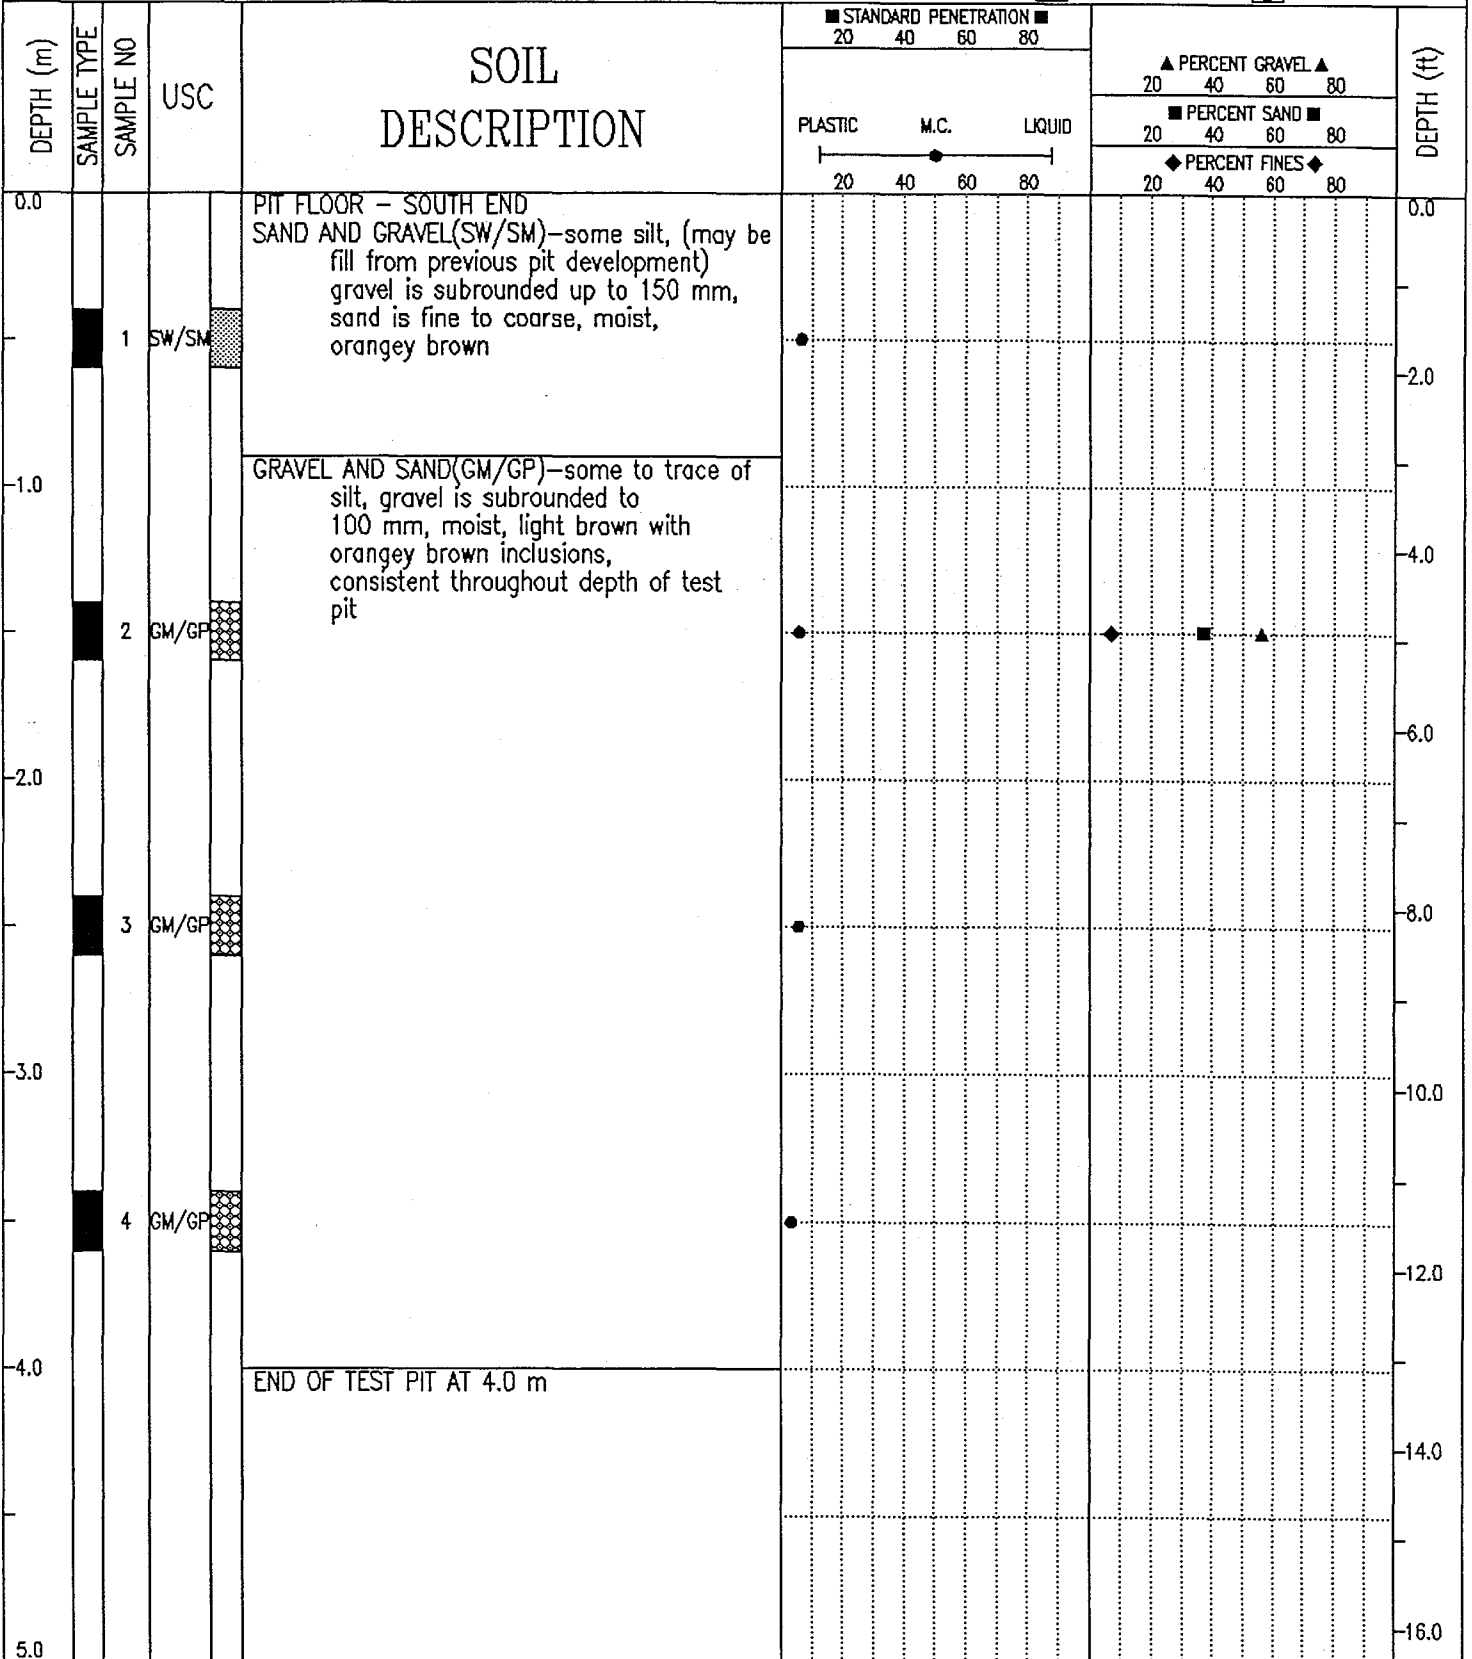 DEPTH (m)
SAMPLE TYPE
SAMPLE NO
USC
SOIL
DESCRIPTION
■ STANDARD PENETRATION ■
20 40 60 80
PLASTIC M.C. LIQUID
20 40 60 80
▲ PERCENT GRAVEL ▲
20 40 60 80
■ PERCENT SAND ■
20 40 60 80
◆ PERCENT FINES ◆
20 40 60 80
DEPTH (ft)
0.0
PIT FLOOR – SOUTH END
SAND AND GRAVEL(SW/SM)–some silt, (may be
fill from previous pit development)
gravel is subrounded up to 150 mm,
sand is fine to coarse, moist,
orangey brown
0.0
1 SW/SM
-2.0
GRAVEL AND SAND(GM/GP)–some to trace of
silt, gravel is subrounded to
100 mm, moist, light brown with
orangey brown inclusions,
consistent throughout depth of test
pit
-1.0
-4.0
2 GM/GP
-6.0
-2.0
-8.0
3 GM/GP
-3.0
-10.0
4 GM/GP
-12.0
-4.0
END OF TEST PIT AT 4.0 m
-14.0
-16.0
5.0